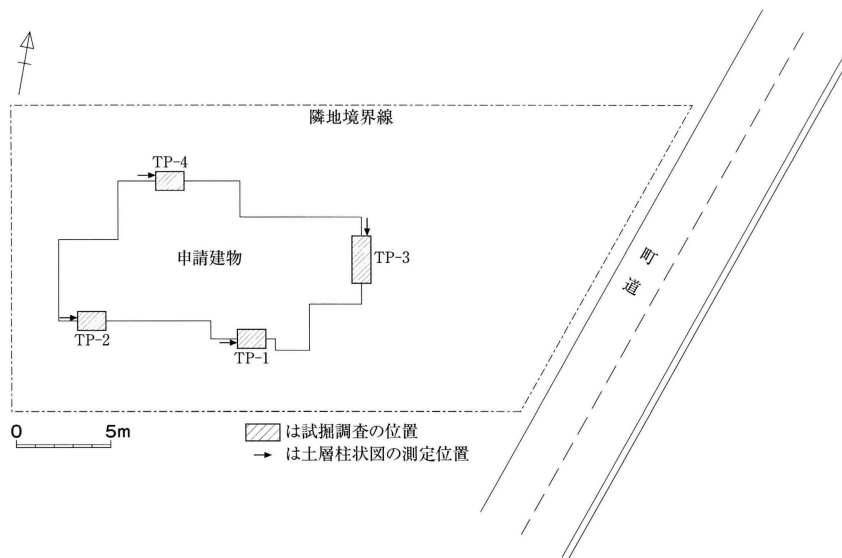 隣地境界線
TP-4
申請建物
TP-3
TP-2
TP-1
町道
0 5m
は試掘調査の位置
は土層柱状図の測定位置